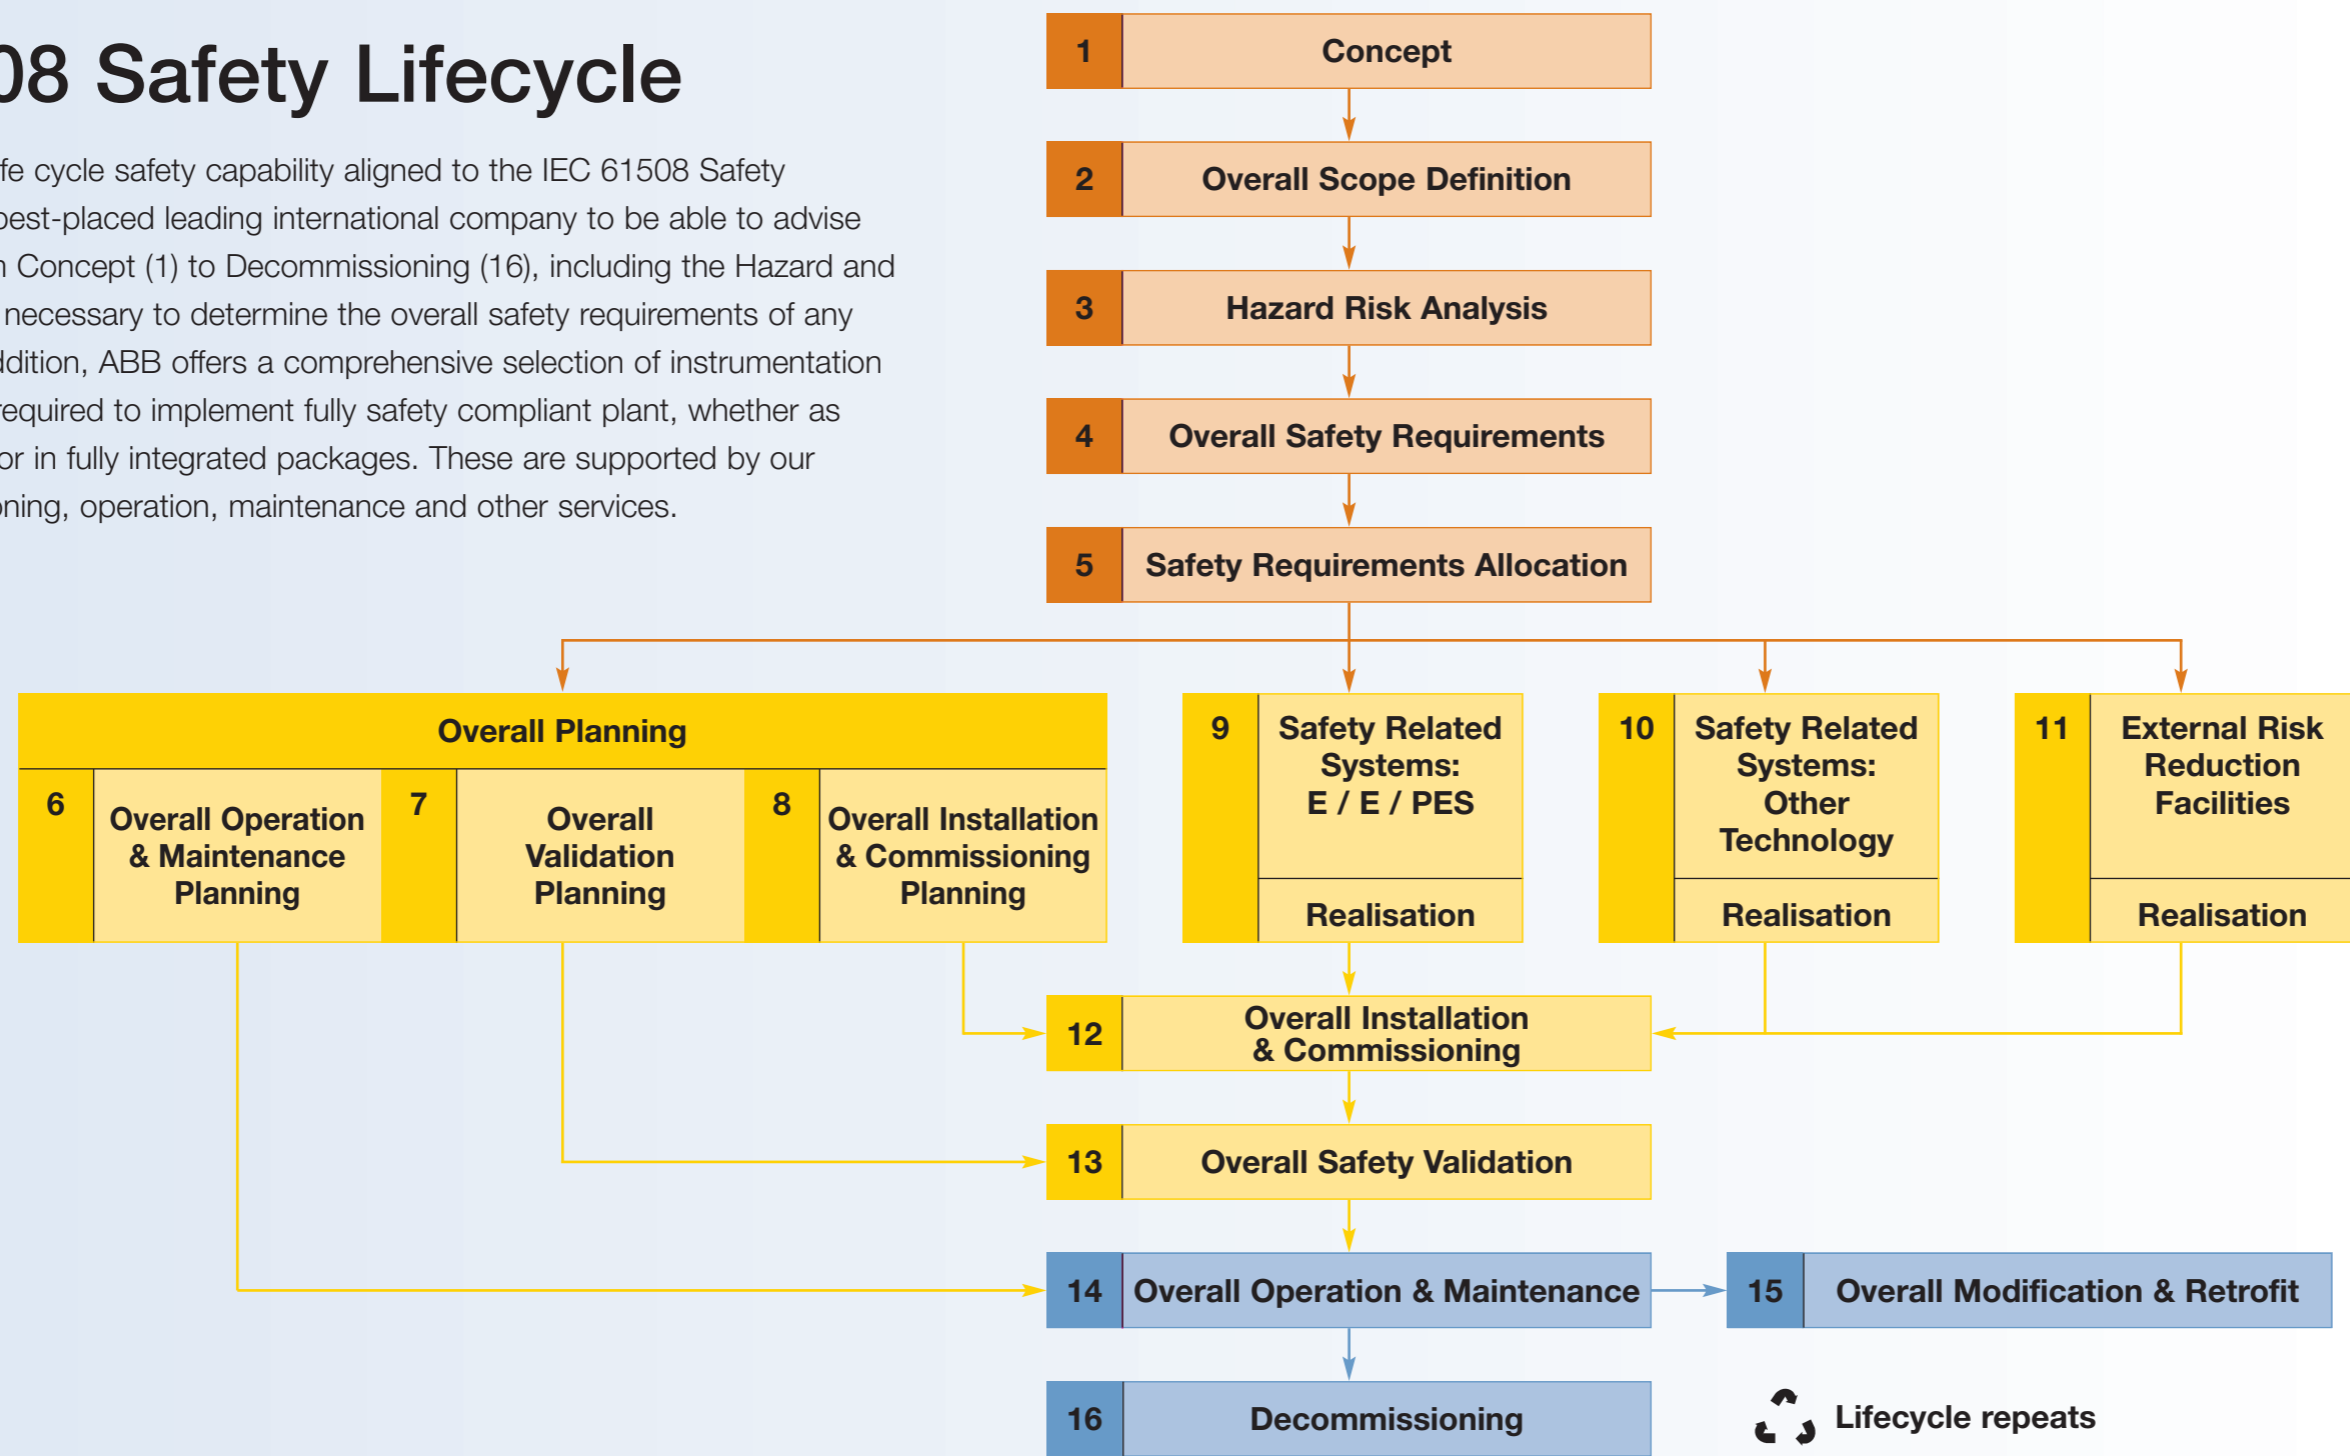 08 Safety Lifecycle
fe cycle safety capability aligned to the IEC 61508 Safety
best-placed leading international company to be able to advise
n Concept (1) to Decommissioning (16), including the Hazard and
necessary to determine the overall safety requirements of any
ddition, ABB offers a comprehensive selection of instrumentation
required to implement fully safety compliant plant, whether as
or in fully integrated packages. These are supported by our
oning, operation, maintenance and other services.
1 Concept
2 Overall Scope Definition
3 Hazard Risk Analysis
4 Overall Safety Requirements
5 Safety Requirements Allocation
Overall Planning
6
Overall Operation
& Maintenance
Planning
7
Overall
Validation
Planning
8
Overall Installation
& Commissioning
Planning
9
Safety Related
Systems:
E / E / PES
Realisation
10
Safety Related
Systems:
Other
Technology
Realisation
11
External Risk
Reduction
Facilities
Realisation
12
Overall Installation
& Commissioning
13 Overall Safety Validation
14 Overall Operation & Maintenance
15 Overall Modification & Retrofit
16 Decommissioning
Lifecycle repeats